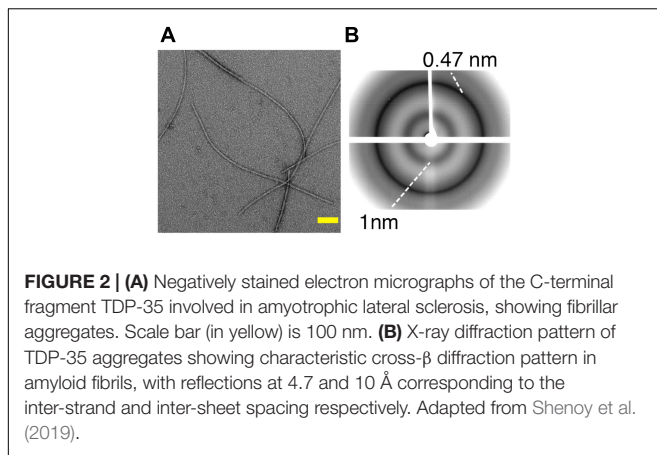 A
B
0.47 nm
1nm
FIGURE 2 | (A) Negatively stained electron micrographs of the C-terminal
fragment TDP-35 involved in amyotrophic lateral sclerosis, showing fibrillar
aggregates. Scale bar (in yellow) is 100 nm. (B) X-ray diffraction pattern of
TDP-35 aggregates showing characteristic cross-β diffraction pattern in
amyloid fibrils, with reflections at 4.7 and 10 Å corresponding to the
inter-strand and inter-sheet spacing respectively. Adapted from Shenoy et al.
(2019).